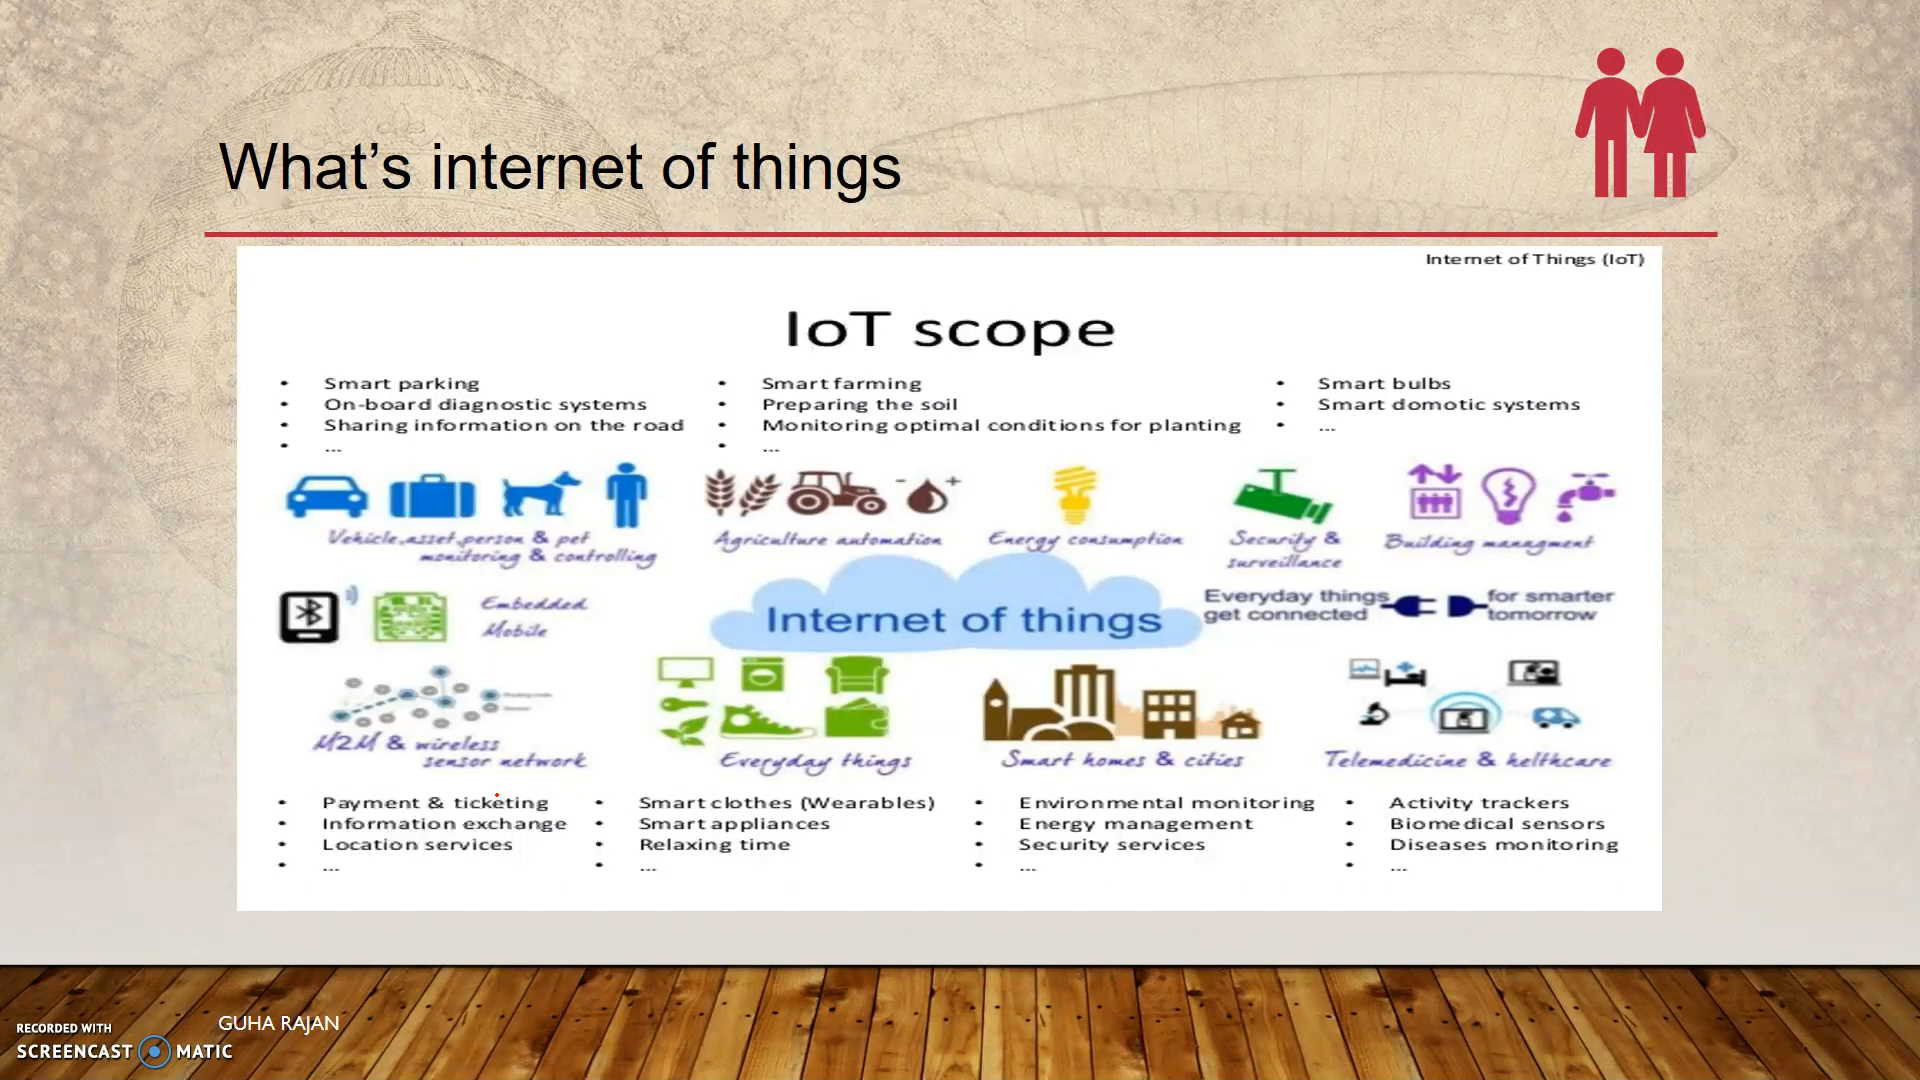 What's internet of things
Internet of Things (IoT)
IoT scope
• Smart parking
• On-board diagnostic systems
• Sharing information on the road
• ...
• Smart farming
• Preparing the soil
• Monitoring optimal conditions for planting
• ...
• Smart bulbs
• Smart domotic systems
• ...
Vehicle, asset, person & pet
monitoring & controlling
Agriculture automation
Energy consumption
Security &
surveillance
Building managment
Embedded
Mobile
Internet of things
Everyday things
get connected
for smarter
tomorrow
M2M & wireless
sensor network
Everyday things
Smart homes & cities
Telemedicine & helthcare
• Payment & ticketing
• Information exchange
• Location services
• ...
• Smart clothes (Wearables)
• Smart appliances
• Relaxing time
• ...
• Environmental monitoring
• Energy management
• Security services
• ...
• Activity trackers
• Biomedical sensors
• Diseases monitoring
• ...
GUHA RAJAN
RECORDED WITH
SCREENCAST MATIC